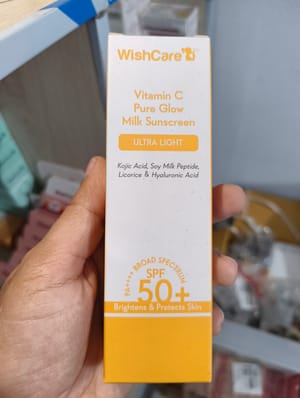 WishCare
Vitamin C
Pure Glow
Milk Sunscreen
ULTRA LIGHT
Kojic Acid, Soy Milk Peptide,
Licorice & Hyaluronic Acid
PA++++ BROAD SPECTRUM
SPF
50+
Brightens & Protects Skin